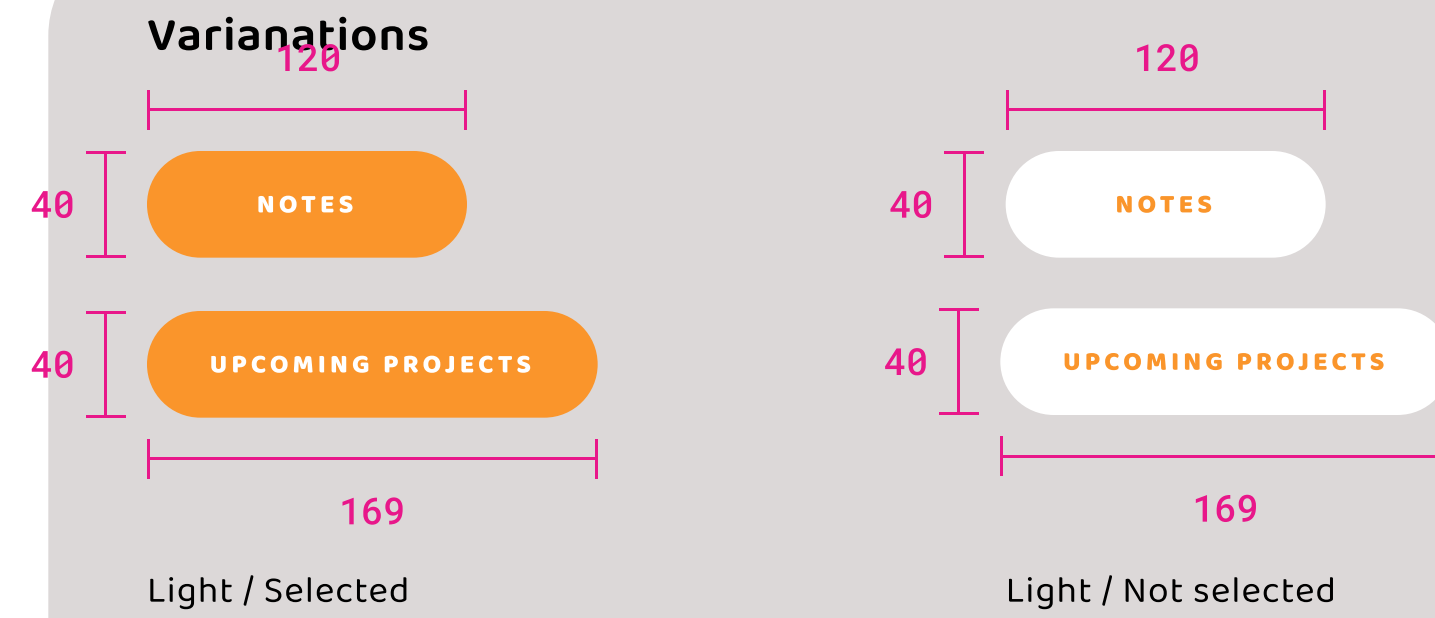 Varianations
120
120
40
NOTES
40
NOTES
40
UPCOMING PROJECTS
40
UPCOMING PROJECTS
169
169
Light / Selected
Light / Not selected